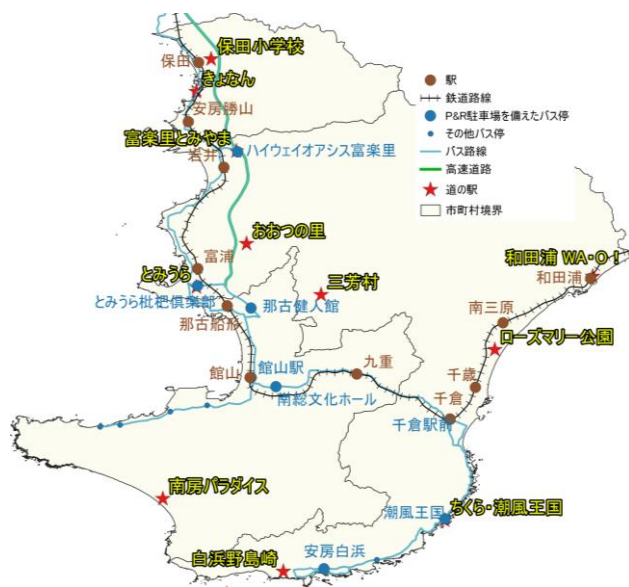 保田小学校
保田
きょなん
安房勝山
富楽里とみやま
岩井
ハイウェイオアシス富楽里
駅
鉄道路線
P&R駐車場を備えたバス停
その他バス停
バス路線
高速道路
道の駅
市町村境界
おおつの里
富浦
とみうら
とみうら枇杷倶楽部
那古船形
那古健人館
三芳村
和田浦 WA・O！
和田浦
南三原
ローズマリー公園
館山
館山駅
南総文化ホール
九重
千歳
千倉
千倉駅前
南房パラダイス
潮風王国
ちくら・潮風王国
白浜野島崎
安房白浜